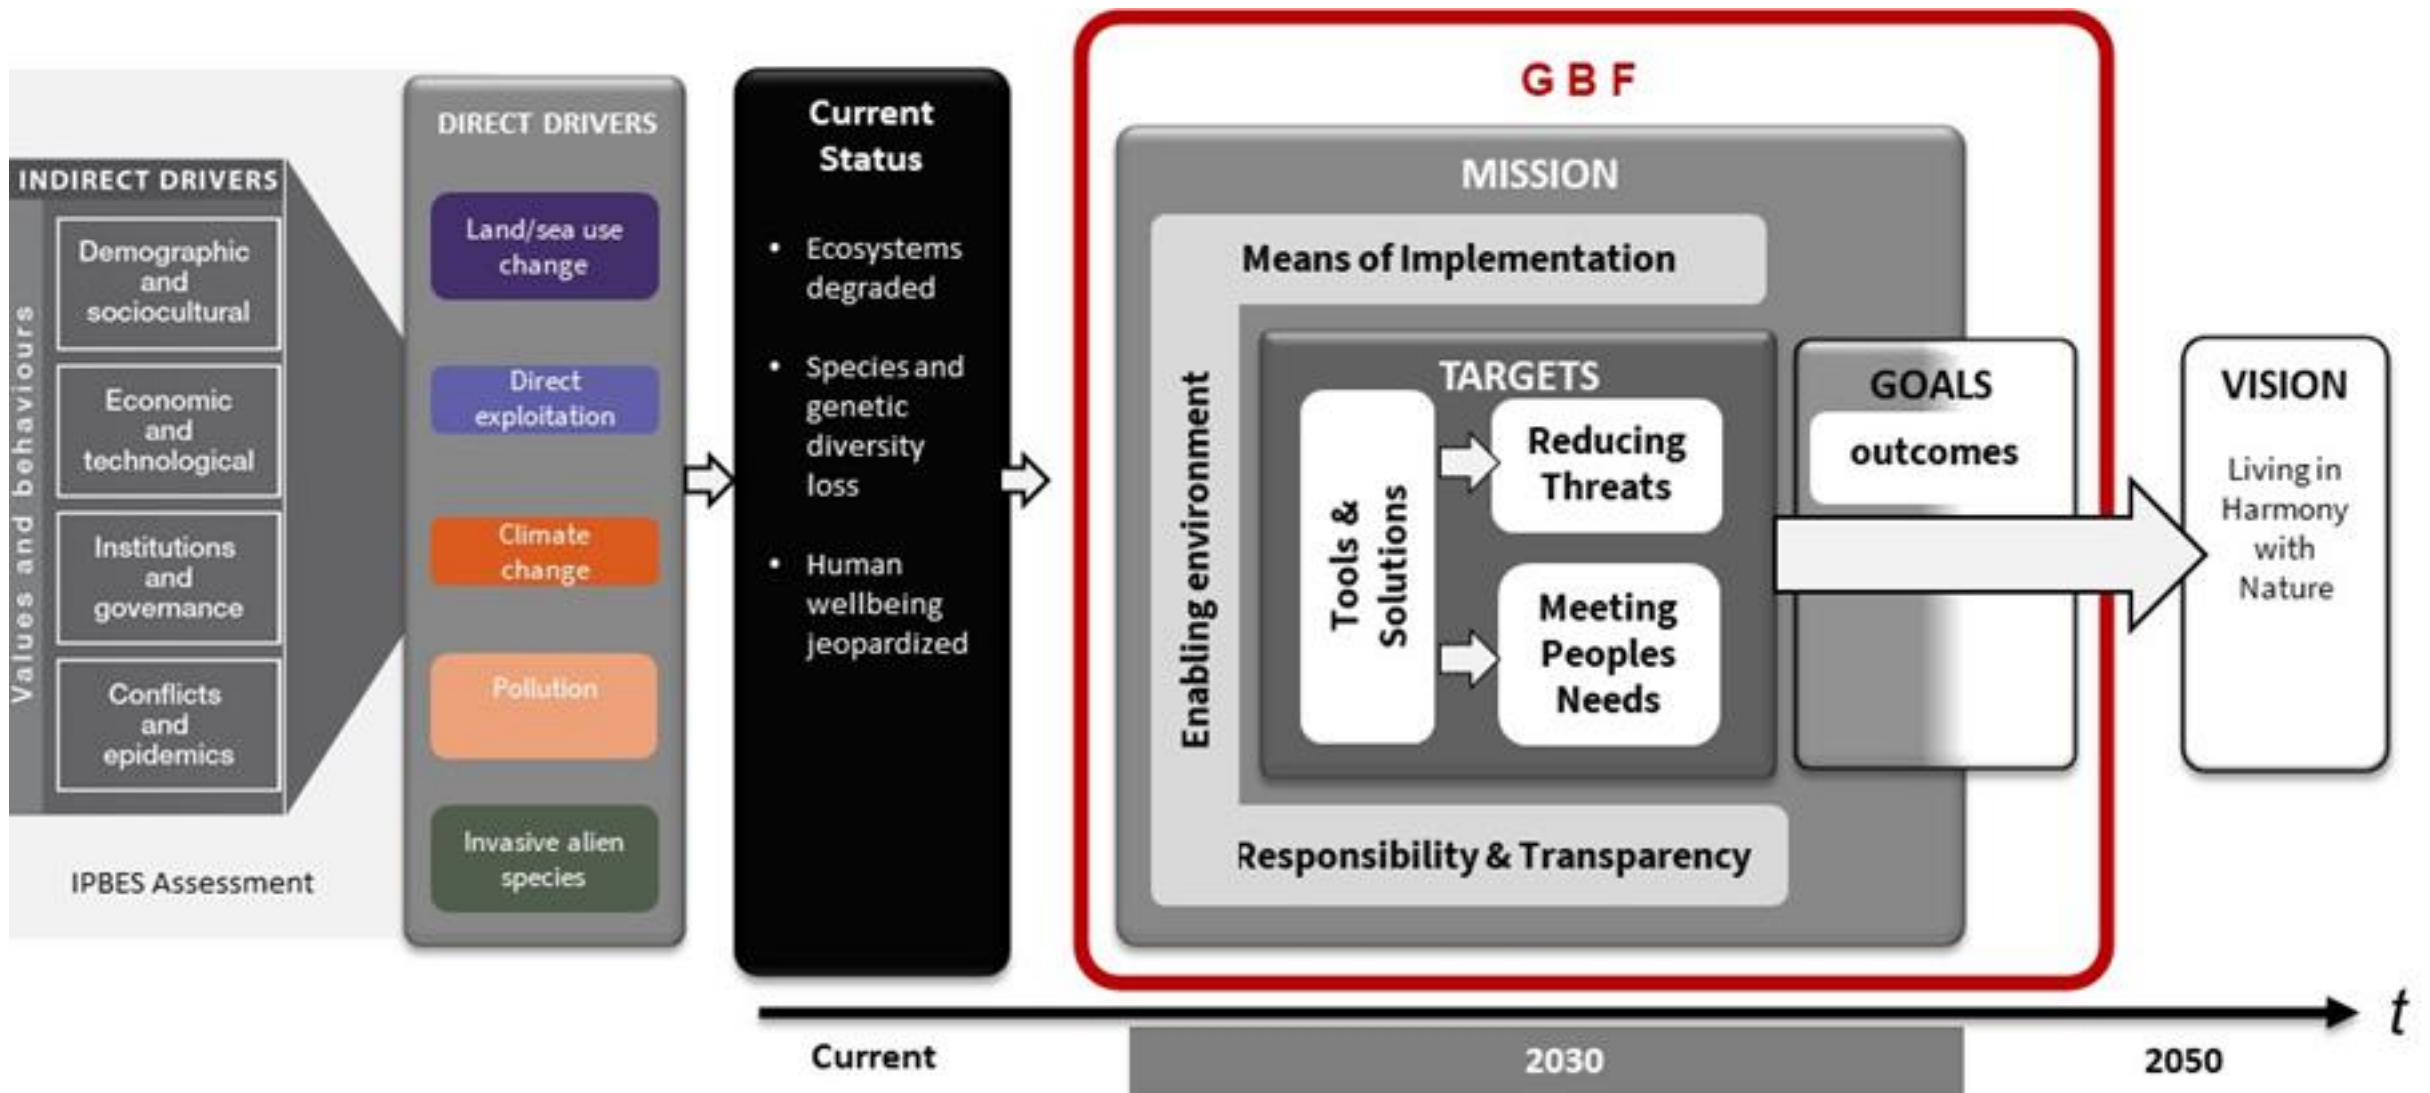 INDIRECT DRIVERS
Values and behaviours
Demographic
and
sociocultural
Economic
and
technological
Institutions
and
governance
Conflicts
and
epidemics
IPBES Assessment
DIRECT DRIVERS
Land/sea use
change
Direct
exploitation
Climate
change
Pollution
Invasive alien
species
Current
Status
• Ecosystems
degraded
• Species and
genetic
diversity
loss
• Human
wellbeing
jeopardized
G B F
MISSION
Means of Implementation
Enabling environment
Responsibility & Transparency
TARGETS
Tools &
Solutions
Reducing
Threats
Meeting
Peoples
Needs
GOALS
outcomes
VISION
Living in
Harmony
with
Nature
t
Current
2030
2050